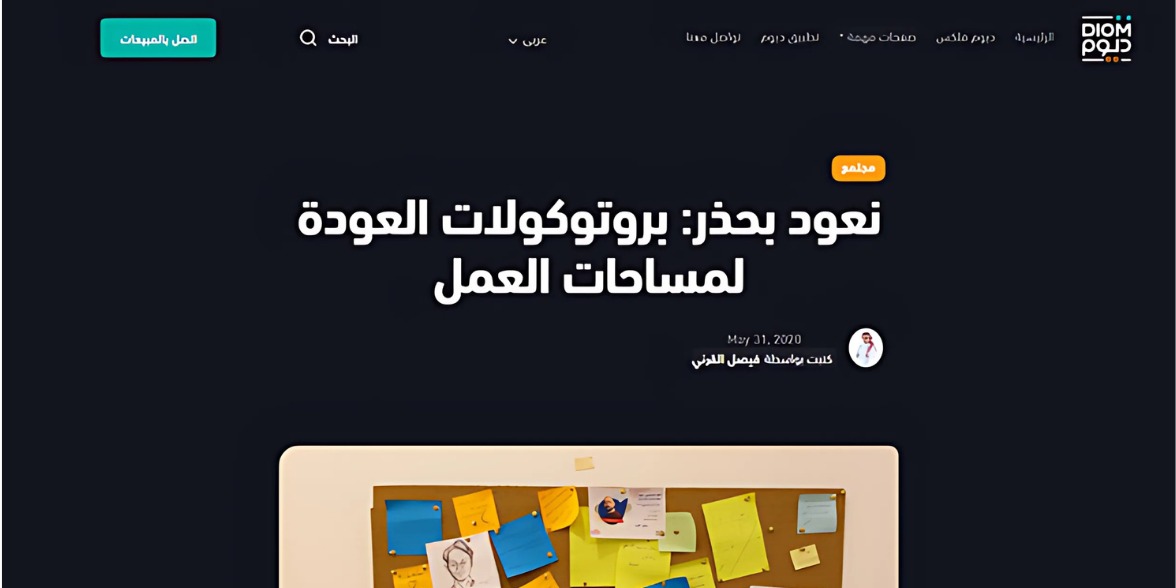 DIOM
ديوم
الرئيسية
ديوم فلكس
صفحات مهمة
تطبيق ديوم
تواصل معنا
عربى
البحث
اتصل بالمبيعات
مجتمع
نعود بحذر: بروتوكولات العودة
لمساحات العمل
May 31, 2020
كتبت بواسطة فيصل القرني